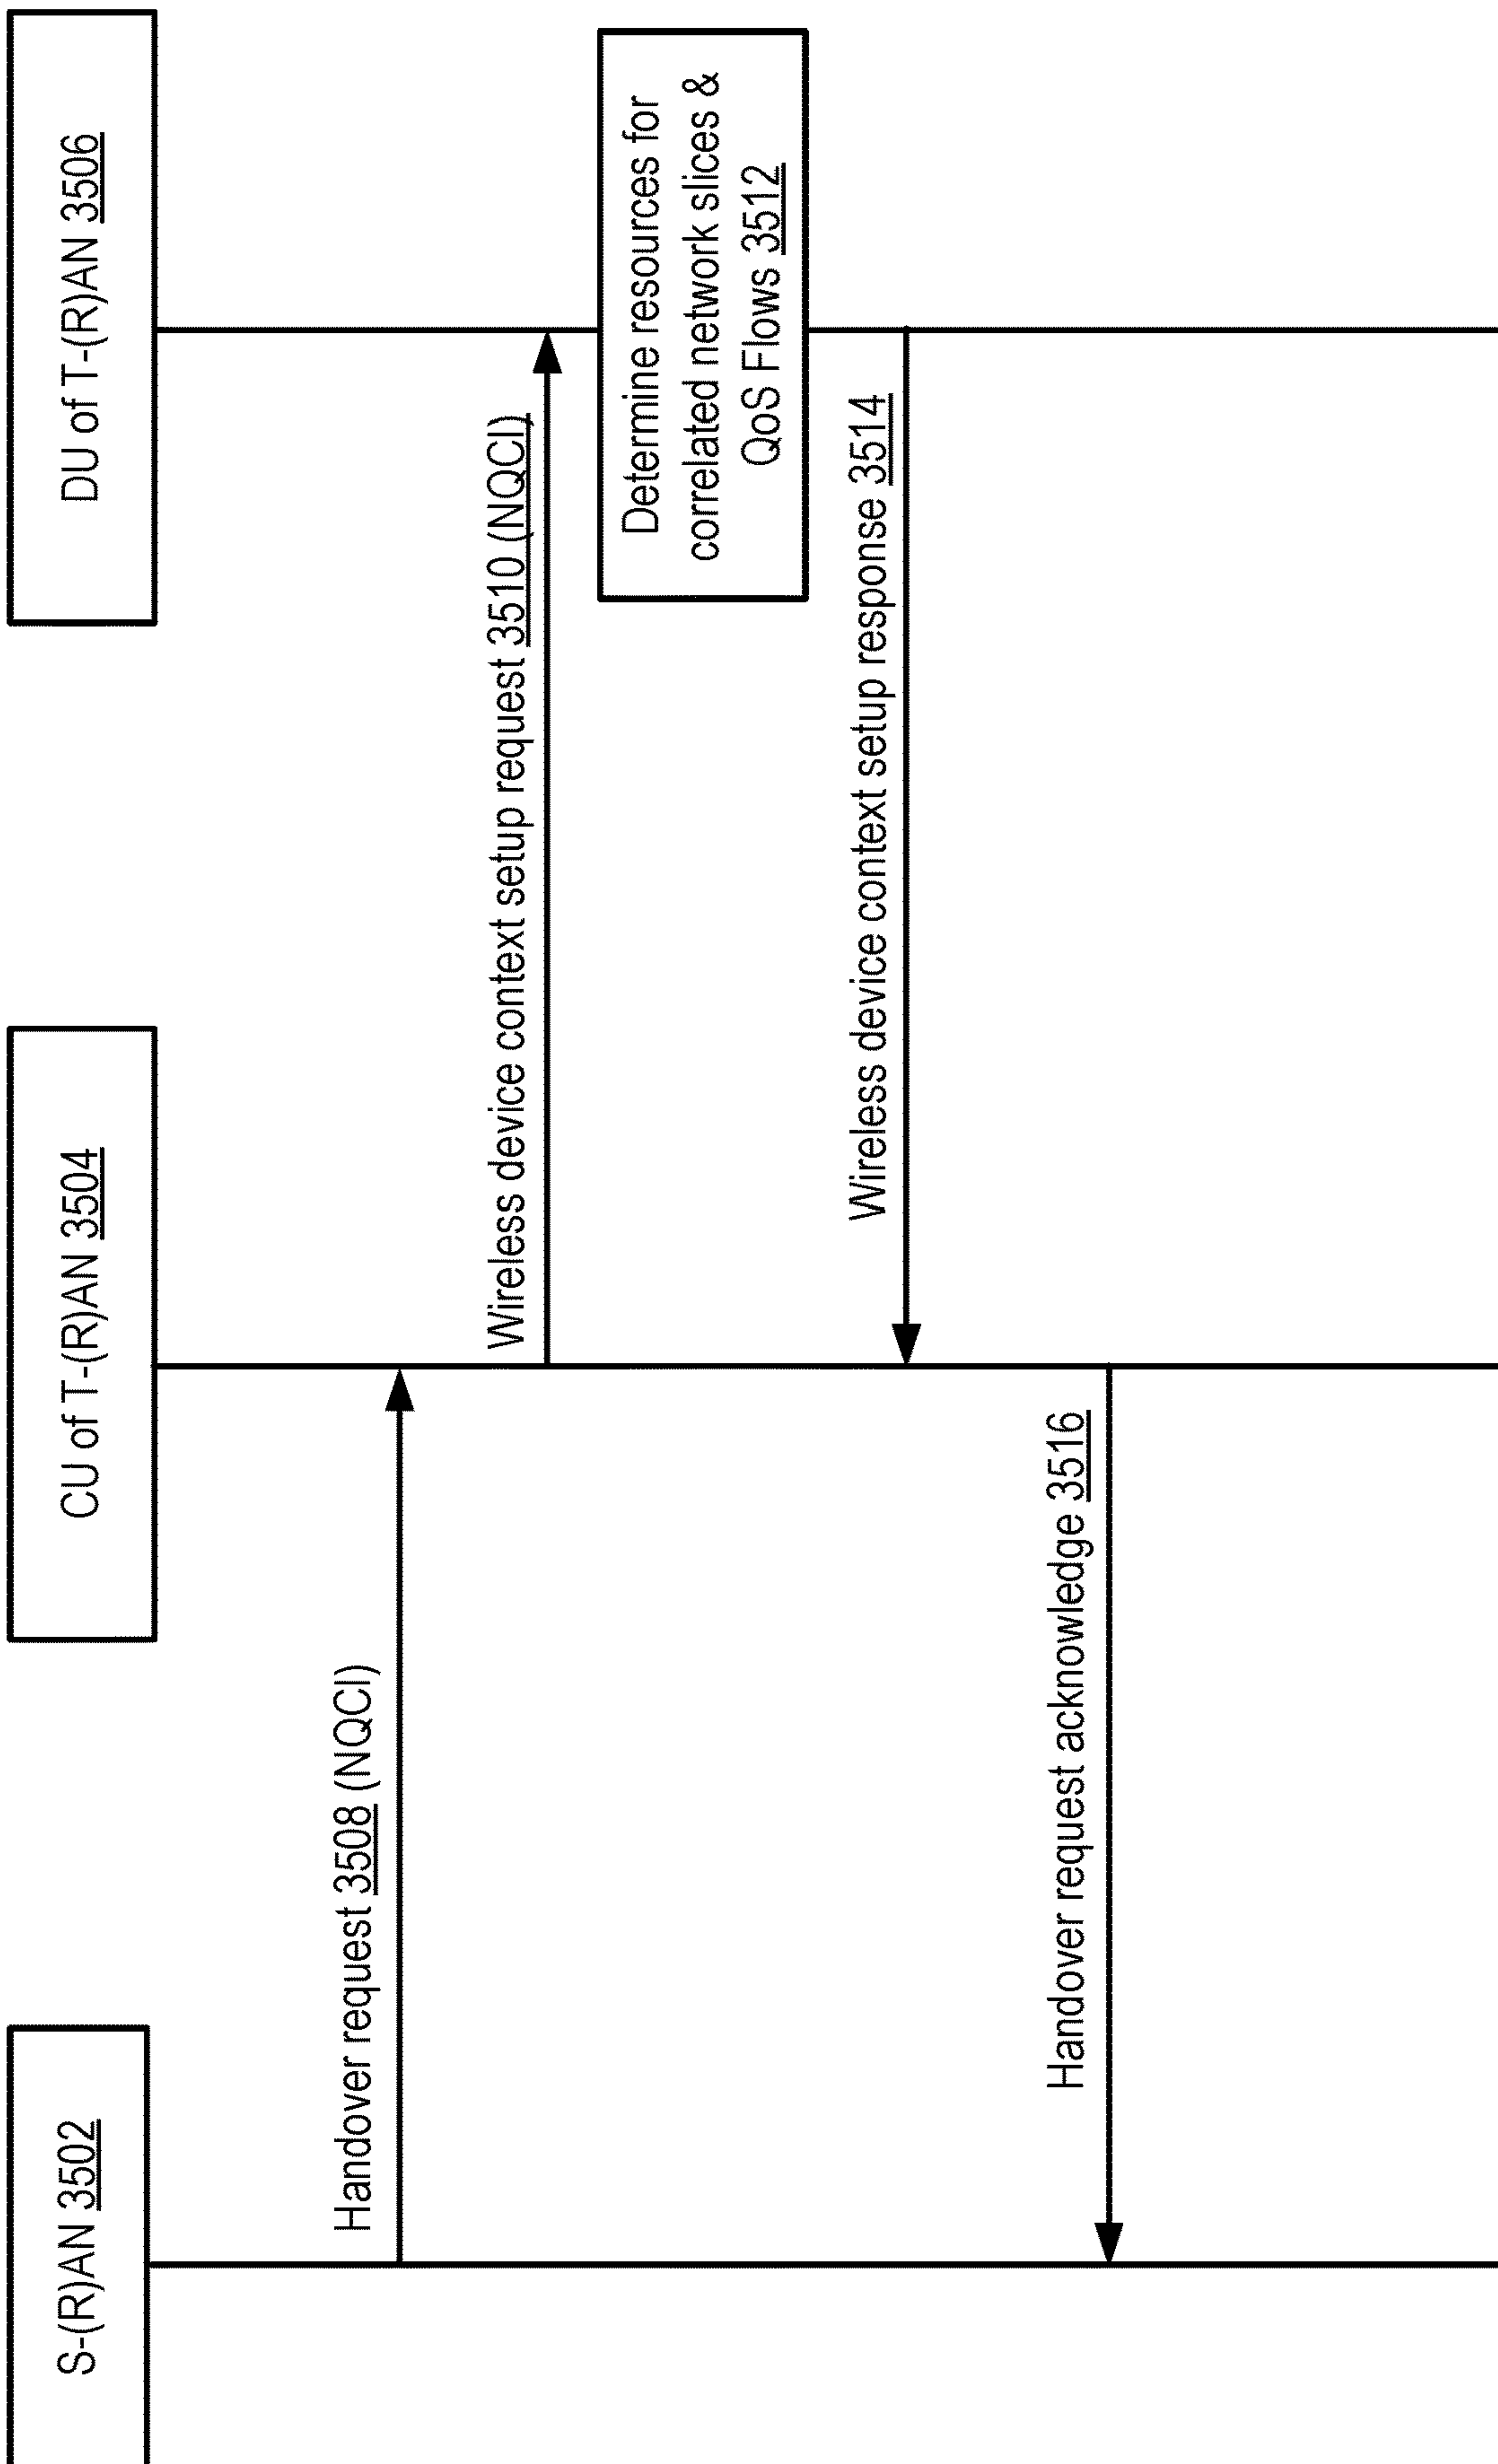 S-(R)AN 3502
CU of T-(R)AN 3504
DU of T-(R)AN 3506
Handover request 3508 (NQCI)
Wireless device context setup request 3510 (NQCI)
Determine resources for
correlated network slices &
QoS Flows 3512
Wireless device context setup response 3514
Handover request acknowledge 3516